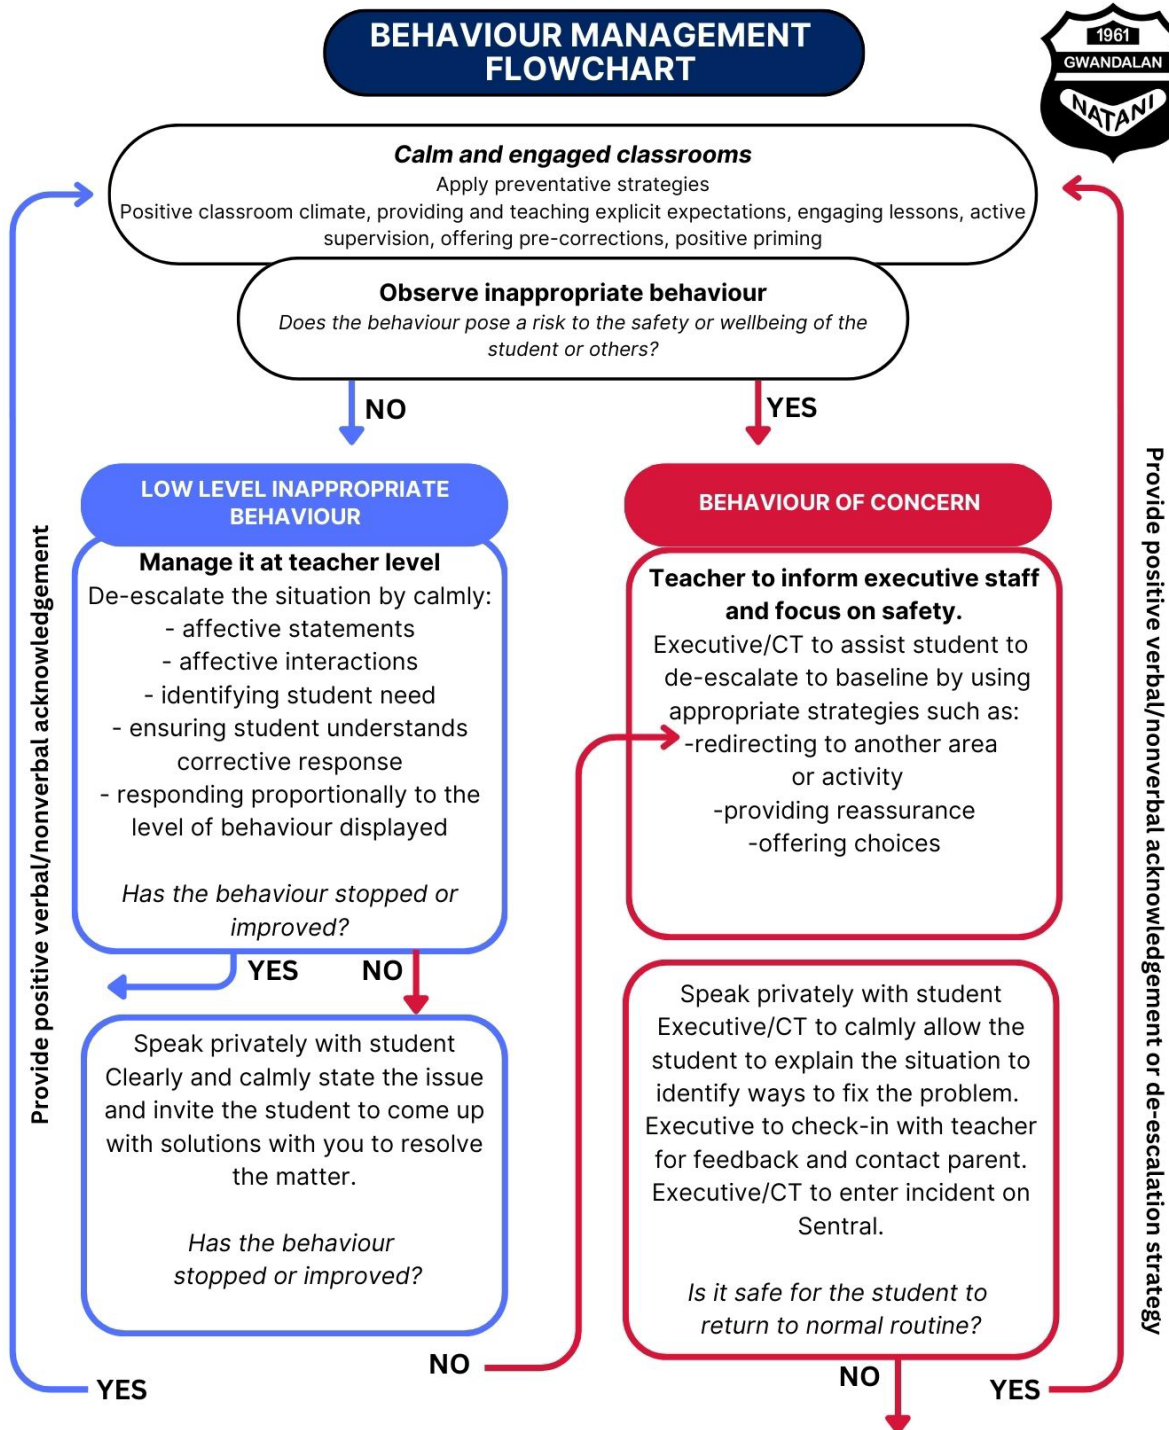 BEHAVIOUR MANAGEMENT
FLOWCHART
1961
GWANDALAN
NATANI
Calm and engaged classrooms
Apply preventative strategies
Positive classroom climate, providing and teaching explicit expectations, engaging lessons, active
supervision, offering pre-corrections, positive priming
Observe inappropriate behaviour
Does the behaviour pose a risk to the safety or wellbeing of the
student or others?
NO
YES
LOW LEVEL INAPPROPRIATE
BEHAVIOUR
Manage it at teacher level
De-escalate the situation by calmly:
- affective statements
- affective interactions
- identifying student need
- ensuring student understands
corrective response
- responding proportionally to the
level of behaviour displayed
Has the behaviour stopped or
improved?
YES
NO
Speak privately with student
Clearly and calmly state the issue
and invite the student to come up
with solutions with you to resolve
the matter.
Has the behaviour
stopped or improved?
YES
NO
Provide positive verbal/nonverbal acknowledgement
BEHAVIOUR OF CONCERN
Teacher to inform executive staff
and focus on safety.
Executive/CT to assist student to
de-escalate to baseline by using
appropriate strategies such as:
-redirecting to another area
or activity
-providing reassurance
-offering choices
Speak privately with student
Executive/CT to calmly allow the
student to explain the situation to
identify ways to fix the problem.
Executive to check-in with teacher
for feedback and contact parent.
Executive/CT to enter incident on
Sentral.
Is it safe for the student to
return to normal routine?
NO
YES
Provide positive verbal/nonverbal acknowledgement or de-escalation strategy